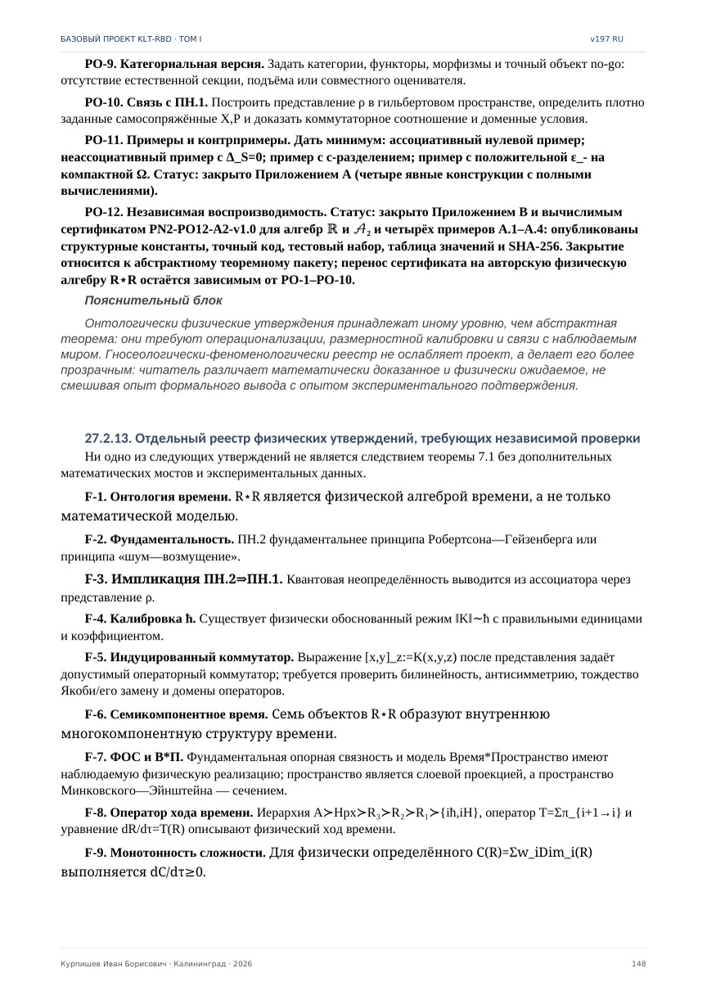 БАЗОВЫЙ ПРОЕКТ KLT-RBD · ТОМ I
v197 RU
РО-9. Категориальная версия. Задать категории, функторы, морфизмы и точный объект no-go:
отсутствие естественной секции, подъёма или совместного оценивателя.
РО-10. Связь с ПН.1. Построить представление ρ в гильбертовом пространстве, определить плотно
заданные самосопряжённые X,P и доказать коммутаторное соотношение и доменные условия.
РО-11. Примеры и контрпримеры. Дать минимум: ассоциативный нулевой пример;
неассоциативный пример с Δ_S=0; пример с c-разделением; пример с положительной ε_- на
компактной Ω. Статус: закрыто Приложением А (четыре явные конструкции с полными
вычислениями).
РО-12. Независимая воспроизводимость. Статус: закрыто Приложением В и вычислимым
сертификатом PN2-PO12-A2-v1.0 для алгебр ℝ и 𝒜₂ и четырёх примеров А.1–А.4: опубликованы
структурные константы, точный код, тестовый набор, таблица значений и SHA-256. Закрытие
относится к абстрактному теоремному пакету; перенос сертификата на авторскую физическую
алгебру R⋆R остаётся зависимым от РО-1–РО-10.
Пояснительный блок
Онтологически физические утверждения принадлежат иному уровню, чем абстрактная
теорема: они требуют операционализации, размерностной калибровки и связи с наблюдаемым
миром. Гносеологически-феноменологически реестр не ослабляет проект, а делает его более
прозрачным: читатель различает математически доказанное и физически ожидаемое, не
смешивая опыт формального вывода с опытом экспериментального подтверждения.
27.2.13. Отдельный реестр физических утверждений, требующих независимой проверки
Ни одно из следующих утверждений не является следствием теоремы 7.1 без дополнительных
математических мостов и экспериментальных данных.
F-1. Онтология времени. R⋆R является физической алгеброй времени, а не только
математической моделью.
F-2. Фундаментальность. ПН.2 фундаментальнее принципа Робертсона—Гейзенберга или
принципа «шум—возмущение».
F-3. Импликация ПН.2⇒ПН.1. Квантовая неопределённость выводится из ассоциатора через
представление ρ.
F-4. Калибровка ħ. Существует физически обоснованный режим ‖K‖∼ħ с правильными единицами
и коэффициентом.
F-5. Индуцированный коммутатор. Выражение [x,y]_z:=K(x,y,z) после представления задаёт
допустимый операторный коммутатор; требуется проверить билинейность, антисимметрию, тождество
Якоби/его замену и домены операторов.
F-6. Семикомпонентное время. Семь объектов R⋆R образуют внутреннюю
многокомпонентную структуру времени.
F-7. ФОС и В*П. Фундаментальная опорная связность и модель Время*Пространство имеют
наблюдаемую физическую реализацию; пространство является слоевой проекцией, а пространство
Минковского—Эйнштейна — сечением.
F-8. Оператор хода времени. Иерархия A≻Hpx≻R₃≻R₂≻R₁≻{iħ,iH}, оператор T=Σπ_{i+1→i} и
уравнение dR/dτ=T(R) описывают физический ход времени.
F-9. Монотонность сложности. Для физически определённого C(R)=Σw_iDim_i(R)
выполняется dC/dτ≥0.
Курпишев Иван Борисович · Калининград · 2026
148